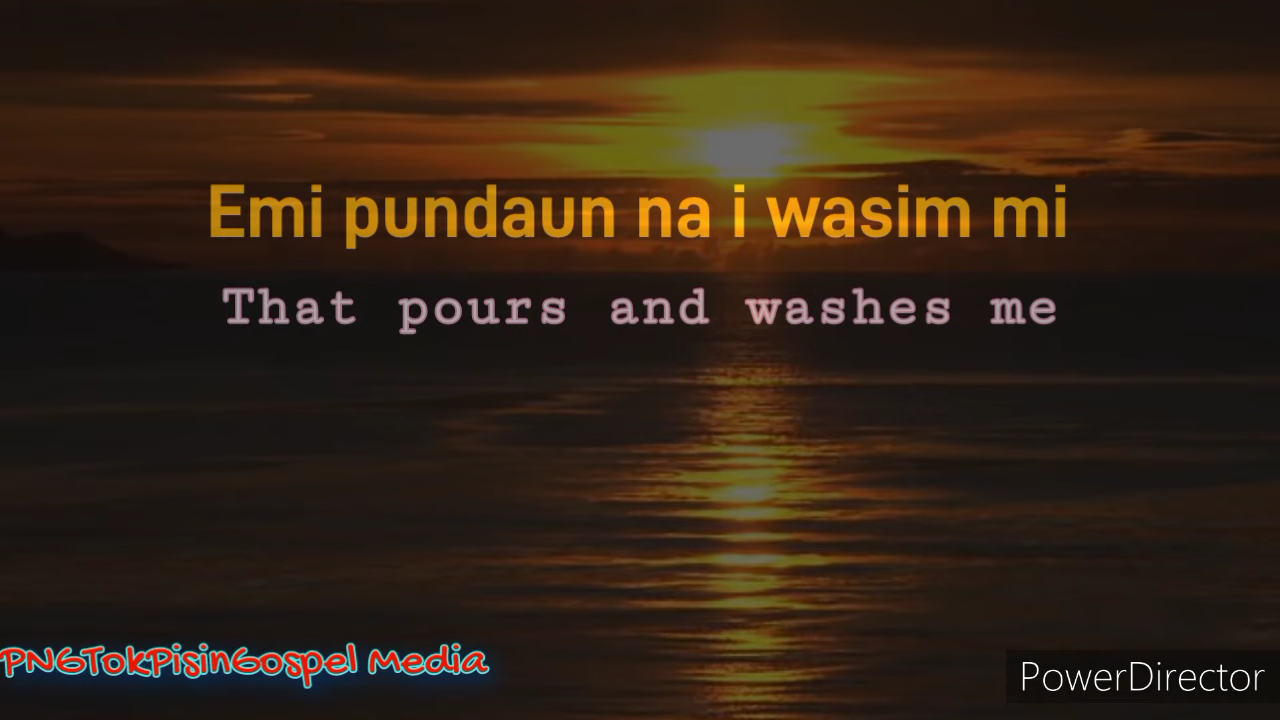 Emi pundaun na i wasim mi
That pours and washes me
PNGTokPisinGospel Media
PowerDirector